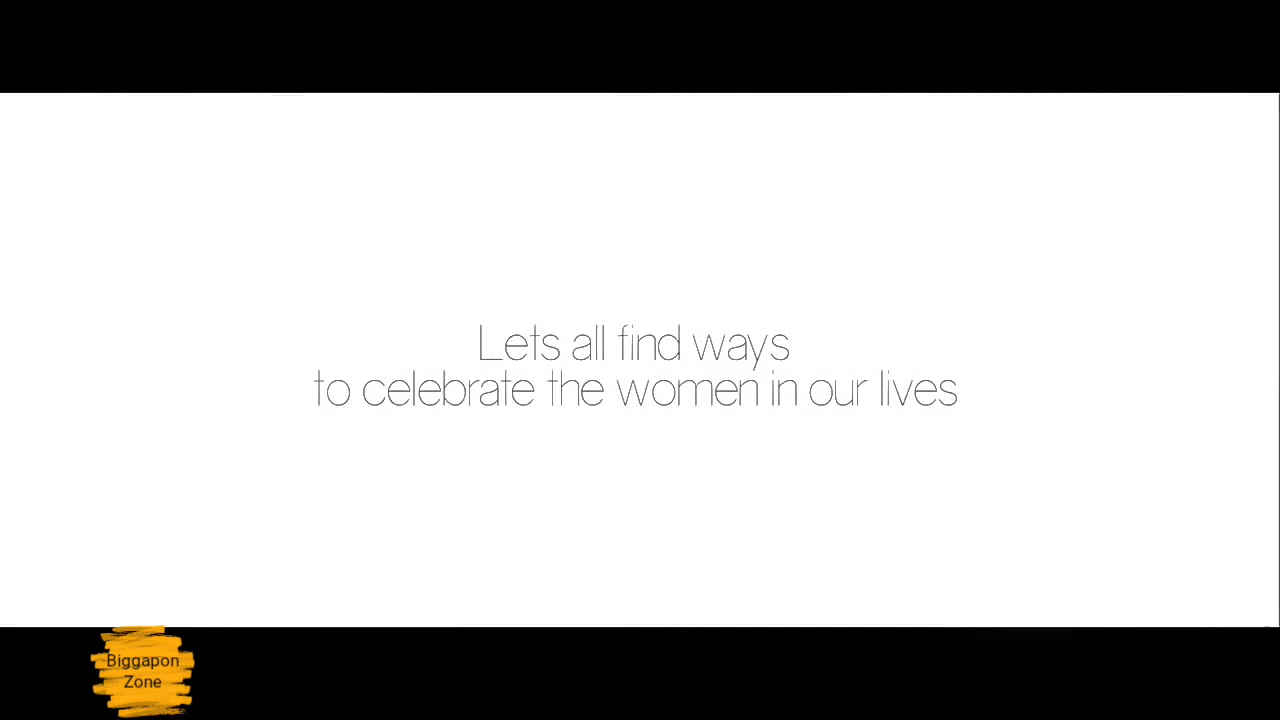 Lets all find ways
to celebrate the women in our lives
Biggapon
Zone